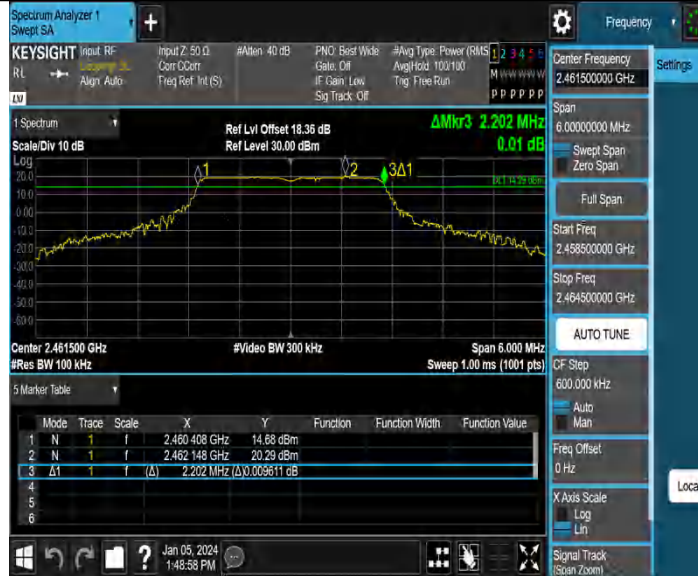 Spectrum Analyzer 1
Swept SA
+
Frequency
KEYSIGHT
RL
Input: RF
Align: Auto
Input Z: 50 Ω
Corr CCorr
Freq Ref: Int (S)
#Atten: 40 dB
PNO: Best Wide
Gate: Off
IF Gain: Low
Sig Track: Off
#Avg Type: Power (RMS
Avg|Hold: 100/100
Trig: Free Run
1 2 3 4 5 6
M W W W W W
P P P P P P
LXI
1 Spectrum
Scale/Div 10 dB
Ref Lvl Offset 18.36 dB
Ref Level 30.00 dBm
ΔMkr3 2.202 MHz
0.01 dB
Log
20.0
10.0
0.00
-10.0
-20.0
-30.0
-40.0
-50.0
-60.0
1
2
3Δ1
DL1 14.29 dBm
Center 2.461500 GHz
#Res BW 100 kHz
#Video BW 300 kHz
Span 6.000 MHz
Sweep 1.00 ms (1001 pts)
5 Marker Table
Mode Trace Scale X Y Function Function Width Function Value
1 N 1 f 2.460 408 GHz 14.68 dBm
2 N 1 f 2.462 148 GHz 20.29 dBm
3 Δ1 1 f (Δ) 2.202 MHz (Δ) 0.009611 dB
4
5
6
?
Jan 05, 2024
1:48:58 PM
Center Frequency
2.461500000 GHz
Settings
Span
6.00000000 MHz
Swept Span
Zero Span
Full Span
Start Freq
2.458500000 GHz
Stop Freq
2.464500000 GHz
AUTO TUNE
CF Step
600.000 kHz
Auto
Man
Freq Offset
0 Hz
X Axis Scale
Log
Lin
Signal Track
(Span Zoom)
Loca